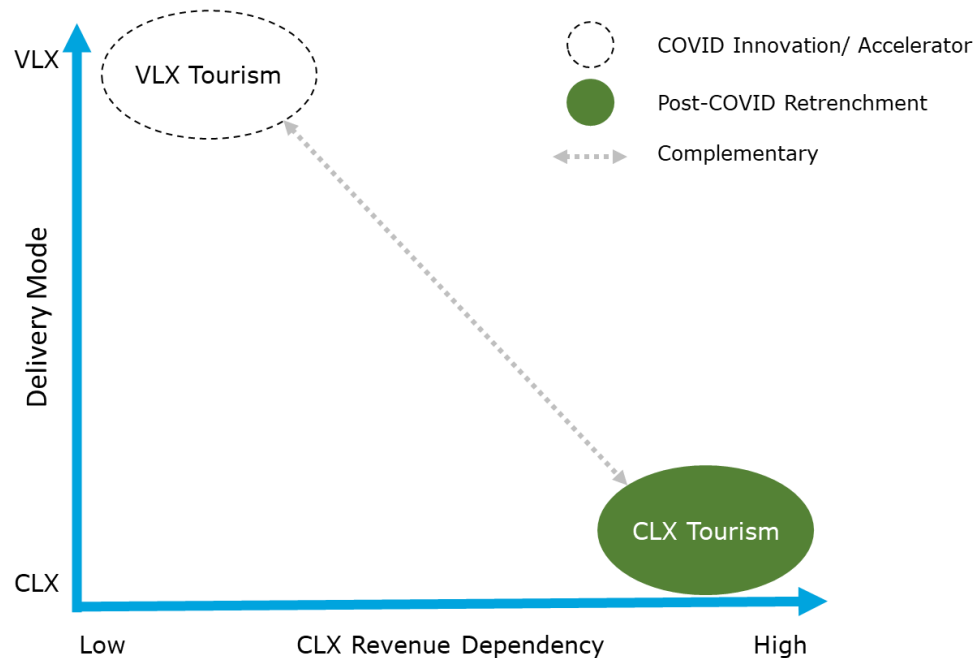 VLX
VLX Tourism
COVID Innovation/ Accelerator
Post-COVID Retrenchment
Complementary
Delivery Mode
CLX Tourism
CLX
Low
CLX Revenue Dependency
High